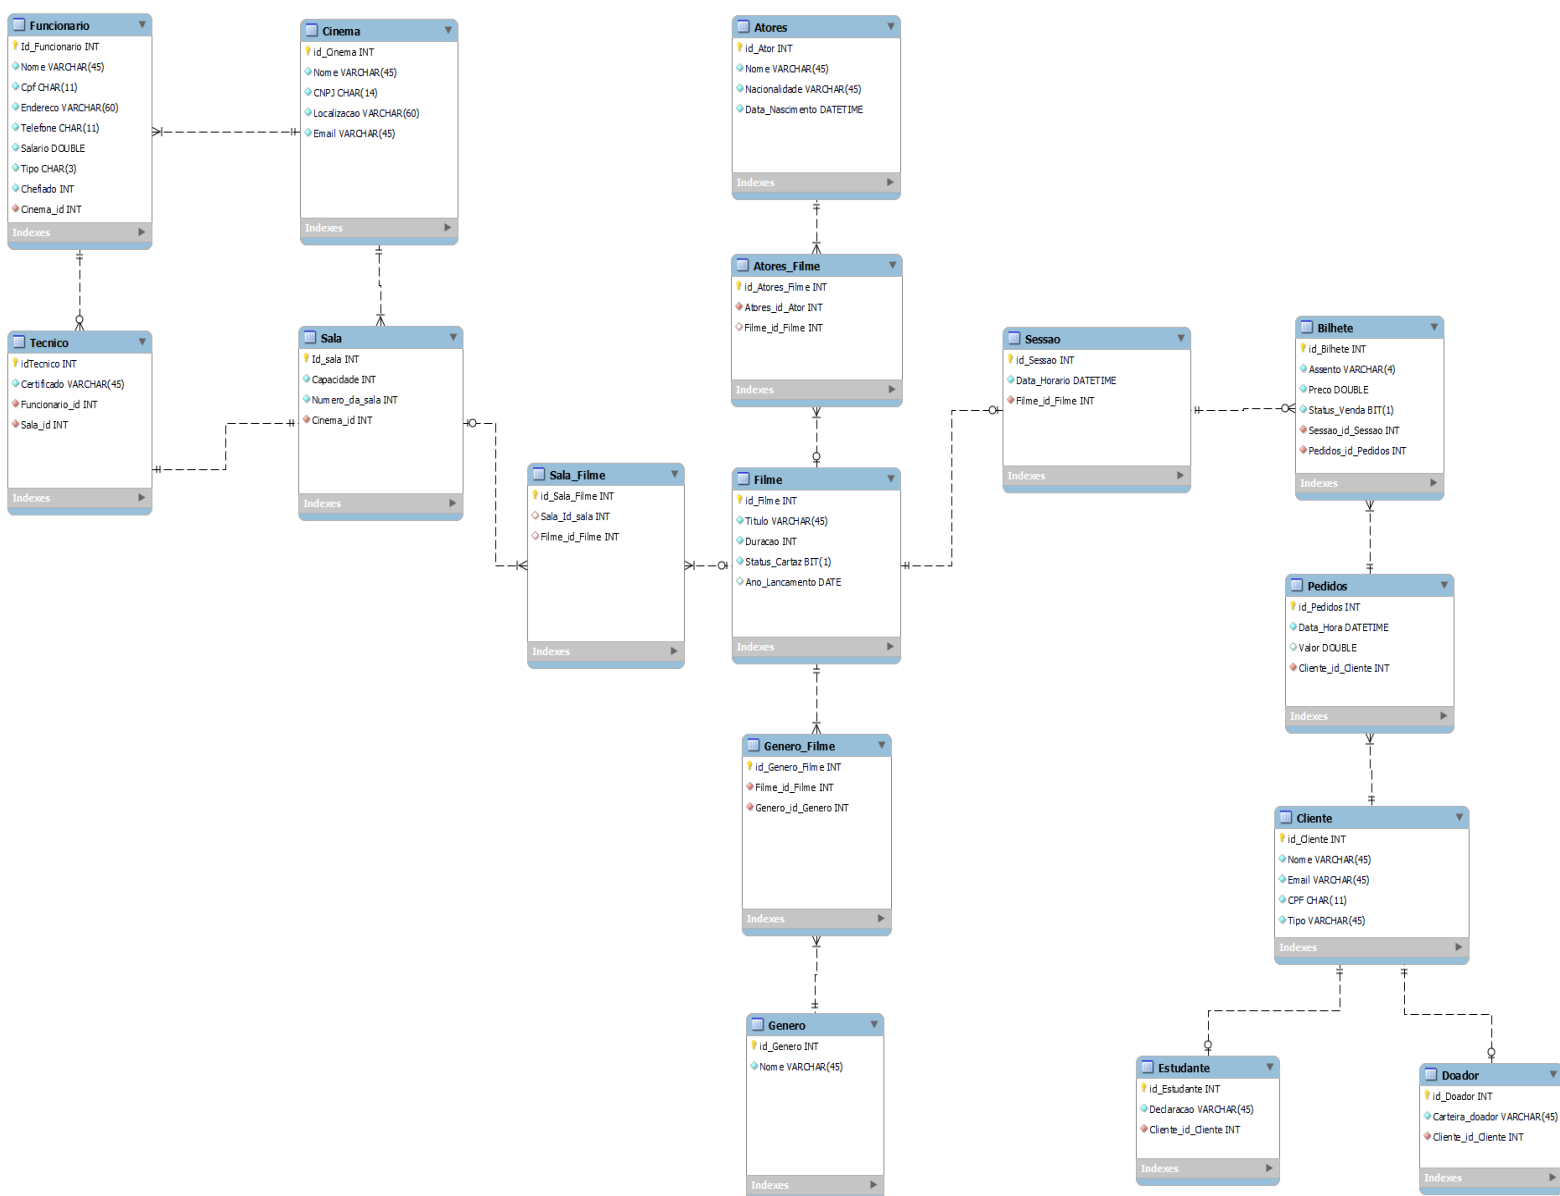 Funcionario
Id_Funcionario INT
Nome VARCHAR(45)
Cpf CHAR(11)
Endereco VARCHAR(60)
Telefone CHAR(11)
Salario DOUBLE
Tipo CHAR(3)
Chefiado INT
Cinema_id INT
Indexes
Cinema
id_Cinema INT
Nome VARCHAR(45)
CNPJ CHAR(14)
Localizacao VARCHAR(60)
Email VARCHAR(45)
Indexes
Atores
id_Ator INT
Nome VARCHAR(45)
Nacionalidade VARCHAR(45)
Data_Nascimento DATETIME
Indexes
Atores_Filme
id_Atores_Filme INT
Atores_id_Ator INT
Filme_id_Filme INT
Indexes
Tecnico
idTecnico INT
Certificado VARCHAR(45)
Funcionario_id INT
Sala_id INT
Indexes
Sala
Id_sala INT
Capacidade INT
Numero_da_sala INT
Cinema_id INT
Indexes
Sala_Filme
id_Sala_Filme INT
Sala_Id_sala INT
Filme_id_Filme INT
Indexes
Filme
id_Filme INT
Titulo VARCHAR(45)
Duracao INT
Status_Cartaz BIT(1)
Ano_Lancamento DATE
Indexes
Sessao
id_Sessao INT
Data_Horario DATETIME
Filme_id_Filme INT
Indexes
Bilhete
id_Bilhete INT
Assento VARCHAR(4)
Preco DOUBLE
Status_Venda BIT(1)
Sessao_id_Sessao INT
Pedidos_id_Pedidos INT
Indexes
Pedidos
id_Pedidos INT
Data_Hora DATETIME
Valor DOUBLE
Cliente_id_Cliente INT
Indexes
Genero_Filme
id_Genero_Filme INT
Filme_id_Filme INT
Genero_id_Genero INT
Indexes
Cliente
id_Cliente INT
Nome VARCHAR(45)
Email VARCHAR(45)
CPF CHAR(11)
Tipo VARCHAR(45)
Indexes
Genero
id_Genero INT
Nome VARCHAR(45)
Indexes
Estudante
id_Estudante INT
Declaracao VARCHAR(45)
Cliente_id_Cliente INT
Indexes
Doador
id_Doador INT
Carteira_doador VARCHAR(45)
Cliente_id_Cliente INT
Indexes